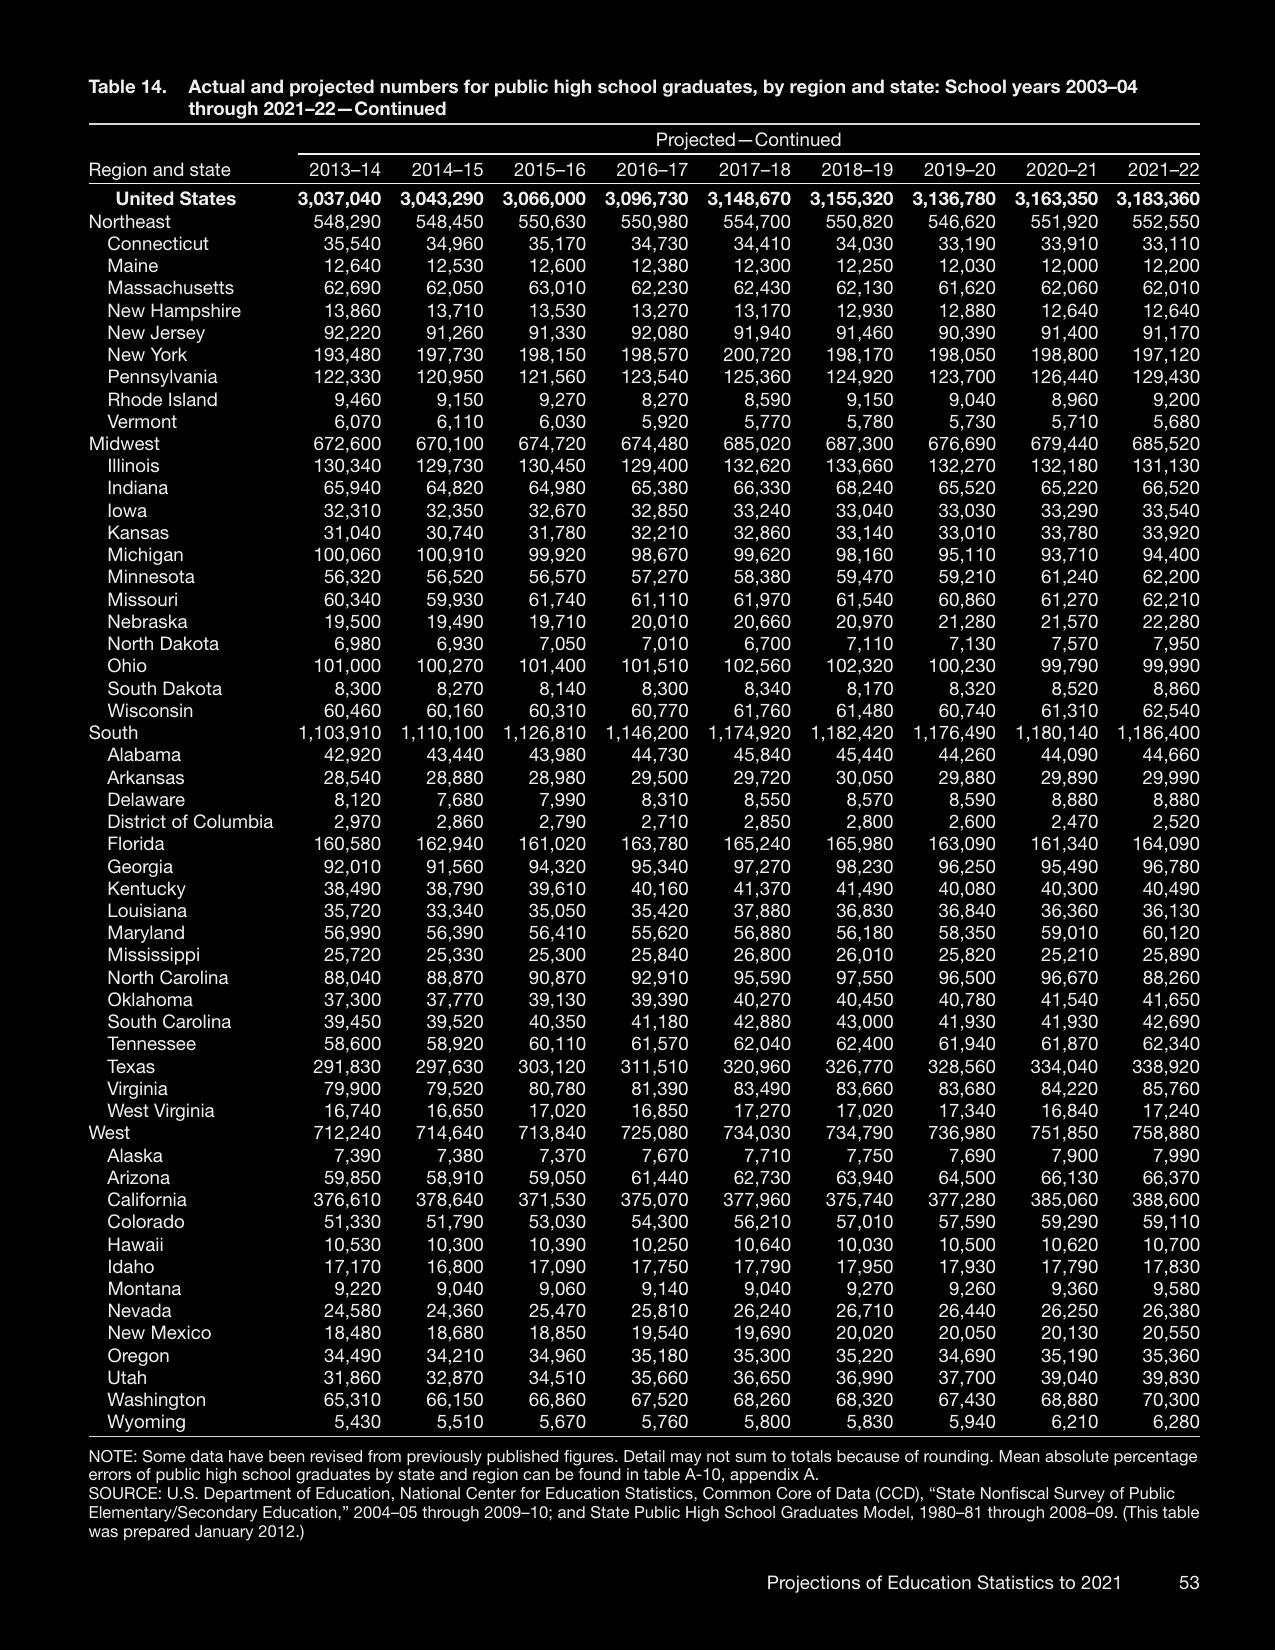 Table 14. Actual and projected numbers for public high school graduates, by region and state: School years 2003–04
through 2021–22—Continued
Projected—Continued
Region and state 2013–14 2014–15 2015–16 2016–17 2017–18 2018–19 2019–20 2020–21 2021–22
United States 3,037,040 3,043,290 3,066,000 3,096,730 3,148,670 3,155,320 3,136,780 3,163,350 3,183,360
Northeast 548,290 548,450 550,630 550,980 554,700 550,820 546,620 551,920 552,550
Connecticut 35,540 34,960 35,170 34,730 34,410 34,030 33,190 33,910 33,110
Maine 12,640 12,530 12,600 12,380 12,300 12,250 12,030 12,000 12,200
Massachusetts 62,690 62,050 63,010 62,230 62,430 62,130 61,620 62,060 62,010
New Hampshire 13,860 13,710 13,530 13,270 13,170 12,930 12,880 12,640 12,640
New Jersey 92,220 91,260 91,330 92,080 91,940 91,460 90,390 91,400 91,170
New York 193,480 197,730 198,150 198,570 200,720 198,170 198,050 198,800 197,120
Pennsylvania 122,330 120,950 121,560 123,540 125,360 124,920 123,700 126,440 129,430
Rhode Island 9,460 9,150 9,270 8,270 8,590 9,150 9,040 8,960 9,200
Vermont 6,070 6,110 6,030 5,920 5,770 5,780 5,730 5,710 5,680
Midwest 672,600 670,100 674,720 674,480 685,020 687,300 676,690 679,440 685,520
Illinois 130,340 129,730 130,450 129,400 132,620 133,660 132,270 132,180 131,130
Indiana 65,940 64,820 64,980 65,380 66,330 68,240 65,520 65,220 66,520
Iowa 32,310 32,350 32,670 32,850 33,240 33,040 33,030 33,290 33,540
Kansas 31,040 30,740 31,780 32,210 32,860 33,140 33,010 33,780 33,920
Michigan 100,060 100,910 99,920 98,670 99,620 98,160 95,110 93,710 94,400
Minnesota 56,320 56,520 56,570 57,270 58,380 59,470 59,210 61,240 62,200
Missouri 60,340 59,930 61,740 61,110 61,970 61,540 60,860 61,270 62,210
Nebraska 19,500 19,490 19,710 20,010 20,660 20,970 21,280 21,570 22,280
North Dakota 6,980 6,930 7,050 7,010 6,700 7,110 7,130 7,570 7,950
Ohio 101,000 100,270 101,400 101,510 102,560 102,320 100,230 99,790 99,990
South Dakota 8,300 8,270 8,140 8,300 8,340 8,170 8,320 8,520 8,860
Wisconsin 60,460 60,160 60,310 60,770 61,760 61,480 60,740 61,310 62,540
South 1,103,910 1,110,100 1,126,810 1,146,200 1,174,920 1,182,420 1,176,490 1,180,140 1,186,400
Alabama 42,920 43,440 43,980 44,730 45,840 45,440 44,260 44,090 44,660
Arkansas 28,540 28,880 28,980 29,500 29,720 30,050 29,880 29,890 29,990
Delaware 8,120 7,680 7,990 8,310 8,550 8,570 8,590 8,880 8,880
District of Columbia 2,970 2,860 2,790 2,710 2,850 2,800 2,600 2,470 2,520
Florida 160,580 162,940 161,020 163,780 165,240 165,980 163,090 161,340 164,090
Georgia 92,010 91,560 94,320 95,340 97,270 98,230 96,250 95,490 96,780
Kentucky 38,490 38,790 39,610 40,160 41,370 41,490 40,080 40,300 40,490
Louisiana 35,720 33,340 35,050 35,420 37,880 36,830 36,840 36,360 36,130
Maryland 56,990 56,390 56,410 55,620 56,880 56,180 58,350 59,010 60,120
Mississippi 25,720 25,330 25,300 25,840 26,800 26,010 25,820 25,210 25,890
North Carolina 88,040 88,870 90,870 92,910 95,590 97,550 96,500 96,670 88,260
Oklahoma 37,300 37,770 39,130 39,390 40,270 40,450 40,780 41,540 41,650
South Carolina 39,450 39,520 40,350 41,180 42,880 43,000 41,930 41,930 42,690
Tennessee 58,600 58,920 60,110 61,570 62,040 62,400 61,940 61,870 62,340
Texas 291,830 297,630 303,120 311,510 320,960 326,770 328,560 334,040 338,920
Virginia 79,900 79,520 80,780 81,390 83,490 83,660 83,680 84,220 85,760
West Virginia 16,740 16,650 17,020 16,850 17,270 17,020 17,340 16,840 17,240
West 712,240 714,640 713,840 725,080 734,030 734,790 736,980 751,850 758,880
Alaska 7,390 7,380 7,370 7,670 7,710 7,750 7,690 7,900 7,990
Arizona 59,850 58,910 59,050 61,440 62,730 63,940 64,500 66,130 66,370
California 376,610 378,640 371,530 375,070 377,960 375,740 377,280 385,060 388,600
Colorado 51,330 51,790 53,030 54,300 56,210 57,010 57,590 59,290 59,110
Hawaii 10,530 10,300 10,390 10,250 10,640 10,030 10,500 10,620 10,700
Idaho 17,170 16,800 17,090 17,750 17,790 17,950 17,930 17,790 17,830
Montana 9,220 9,040 9,060 9,140 9,040 9,270 9,260 9,360 9,580
Nevada 24,580 24,360 25,470 25,810 26,240 26,710 26,440 26,250 26,380
New Mexico 18,480 18,680 18,850 19,540 19,690 20,020 20,050 20,130 20,550
Oregon 34,490 34,210 34,960 35,180 35,300 35,220 34,690 35,190 35,360
Utah 31,860 32,870 34,510 35,660 36,650 36,990 37,700 39,040 39,830
Washington 65,310 66,150 66,860 67,520 68,260 68,320 67,430 68,880 70,300
Wyoming 5,430 5,510 5,670 5,760 5,800 5,830 5,940 6,210 6,280
NOTE: Some data have been revised from previously published figures. Detail may not sum to totals because of rounding. Mean absolute percentage
errors of public high school graduates by state and region can be found in table A-10, appendix A.
SOURCE: U.S. Department of Education, National Center for Education Statistics, Common Core of Data (CCD), “State Nonfiscal Survey of Public
Elementary/Secondary Education,” 2004–05 through 2009–10; and State Public High School Graduates Model, 1980–81 through 2008–09. (This table
was prepared January 2012.)
Projections of Education Statistics to 2021 53